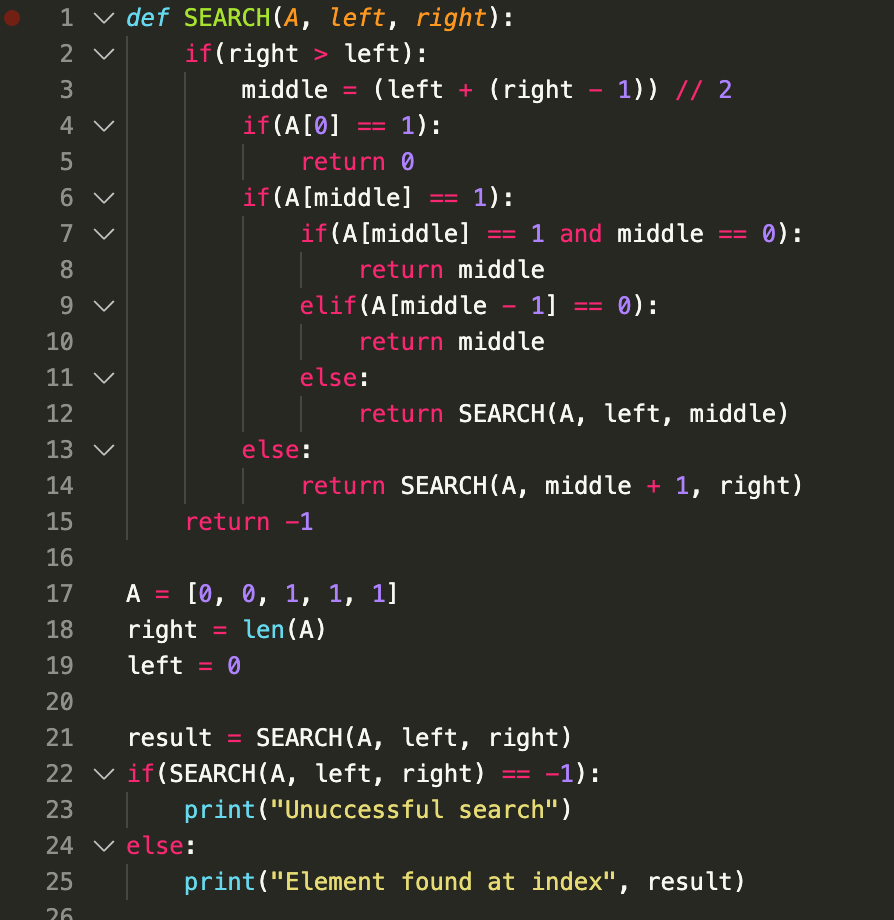 1 def SEARCH(A, left, right):
2     if(right > left):
3         middle = (left + (right - 1)) // 2
4         if(A[0] == 1):
5             return 0
6         if(A[middle] == 1):
7             if(A[middle] == 1 and middle == 0):
8                 return middle
9             elif(A[middle - 1] == 0):
10                 return middle
11             else:
12                 return SEARCH(A, left, middle)
13         else:
14             return SEARCH(A, middle + 1, right)
15     return -1
16
17 A = [0, 0, 1, 1, 1]
18 right = len(A)
19 left = 0
20
21 result = SEARCH(A, left, right)
22 if(SEARCH(A, left, right) == -1):
23     print("Unuccessful search")
24 else:
25     print("Element found at index", result)
26